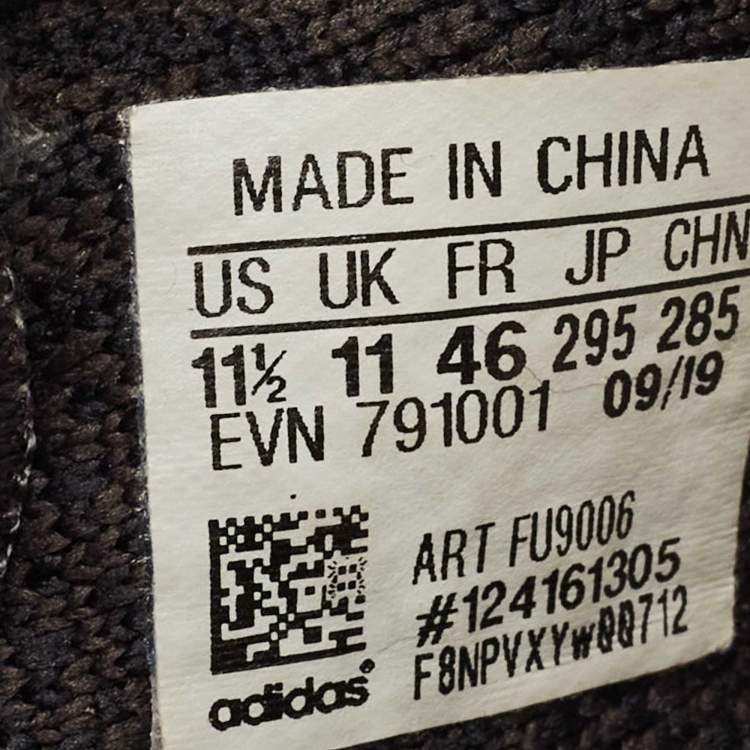 MADE IN CHINA
US UK FR JP CHN
11½ 11 46 295 285
EVN 791001 09/19
ART FU9006
#124161305
F8NPVXYw00712
adidas®